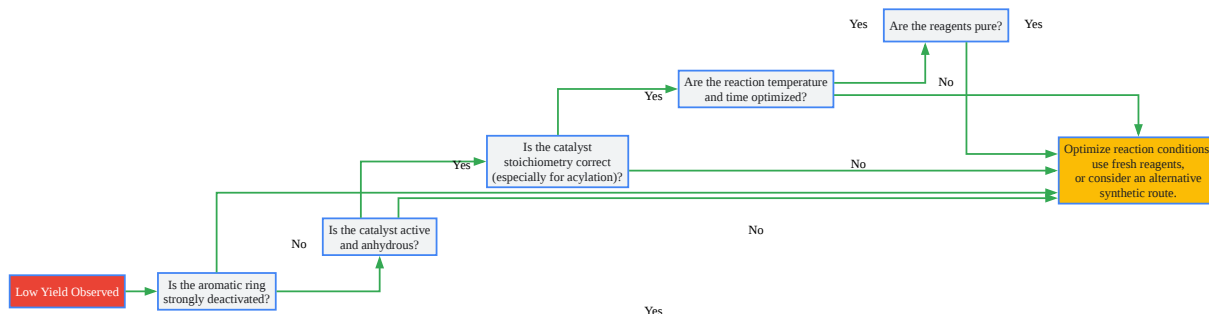 Yes
Are the reagents pure?
Yes
Are the reaction temperature
and time optimized?
No
Yes
Is the catalyst
stoichiometry correct
(especially for acylation)?
Yes
No
Optimize reaction conditions
use fresh reagents,
or consider an alternative
synthetic route.
Is the catalyst active
and anhydrous?
No
No
Low Yield Observed
Is the aromatic ring
strongly deactivated?
Yes